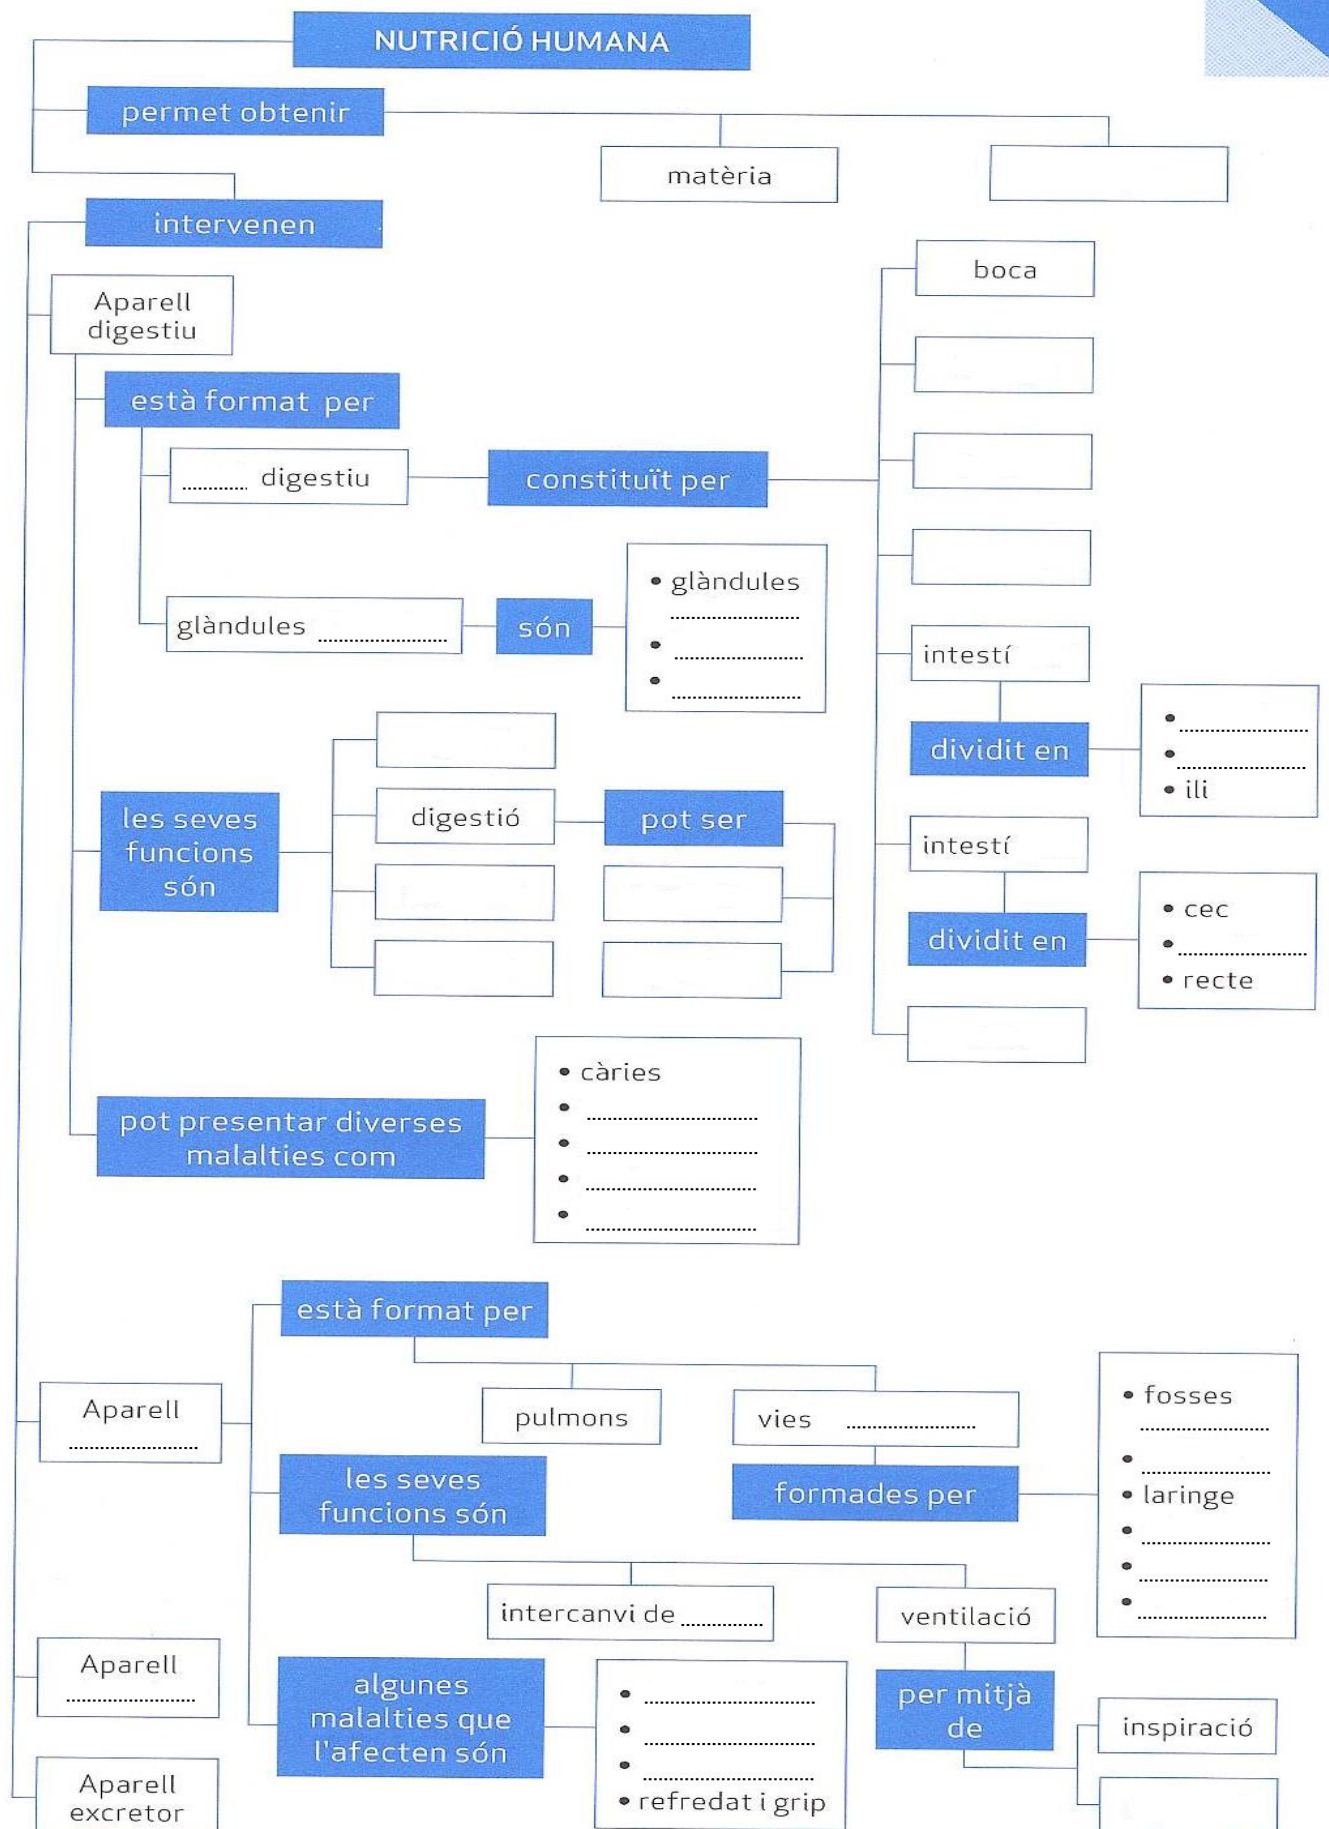 NUTRICIÓ HUMANA
permet obtenir
matèria
intervenen
Aparell
digestiu
està format per
........ digestiu
constituït per
boca
glàndules ................
són
• glàndules
................
• ................
• ................
intestí
dividit en
• ................
• ................
• ili
les seves
funcions
són
digestió
pot ser
intestí
dividit en
• cec
• ................
• recte
pot presentar diverses
malalties com
• càries
• ......................
• ......................
• ......................
• ......................
està format per
Aparell
................
pulmons
vies ................
• fosses
................
• ................
• laringe
• ................
• ................
• ................
les seves
funcions són
formades per
intercanvi de ..........
ventilació
Aparell
................
algunes
malalties que
l'afecten són
• ......................
• ......................
• ......................
• refredat i grip
per mitjà
de
inspiració
Aparell
excretor